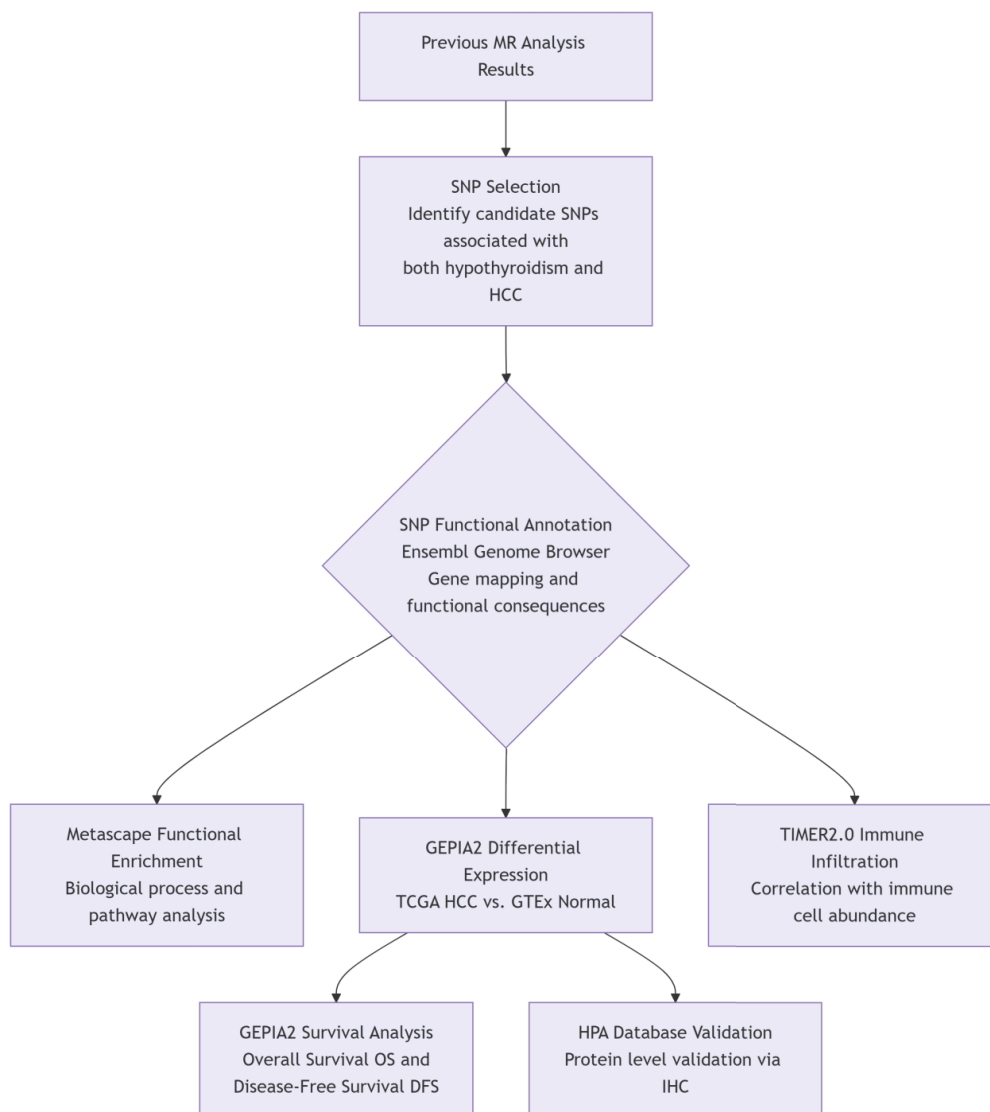 Previous MR Analysis
Results
SNP Selection
Identify candidate SNPs
associated with
both hypothyroidism and
HCC
SNP Functional Annotation
Ensembl Genome Browser
Gene mapping and
functional consequences
Metascape Functional
Enrichment
Biological process and
pathway analysis
GEPIA2 Differential
Expression
TCGA HCC vs. GTEx Normal
TIMER2.0 Immune
Infiltration
Correlation with immune
cell abundance
GEPIA2 Survival Analysis
Overall Survival OS and
Disease-Free Survival DFS
HPA Database Validation
Protein level validation via
IHC